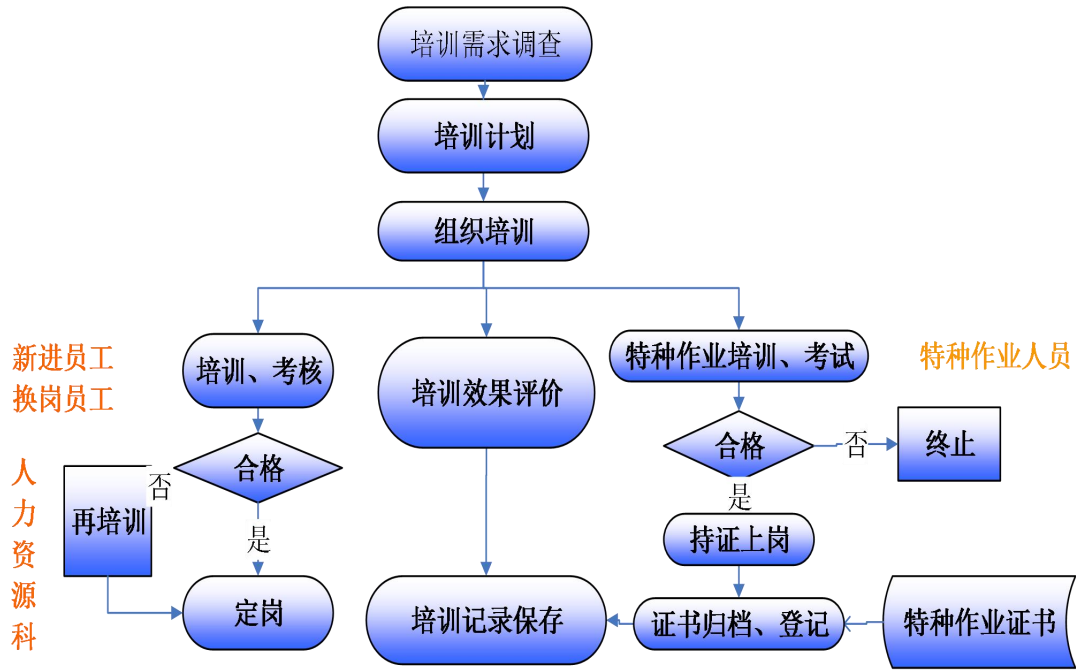 培训需求调查
培训计划
组织培训
新进员工
换岗员工
培训、考核
培训效果评价
特种作业培训、考试
特种作业人员
合格
否
是
再培训
定岗
合格
否
终止
是
持证上岗
人
力
资
源
科
培训记录保存
证书归档、登记
特种作业证书